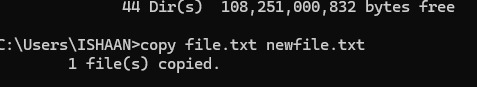 44 Dir(s)  108,251,000,832 bytes free
C:\Users\ISHAAN>copy file.txt newfile.txt
1 file(s) copied.